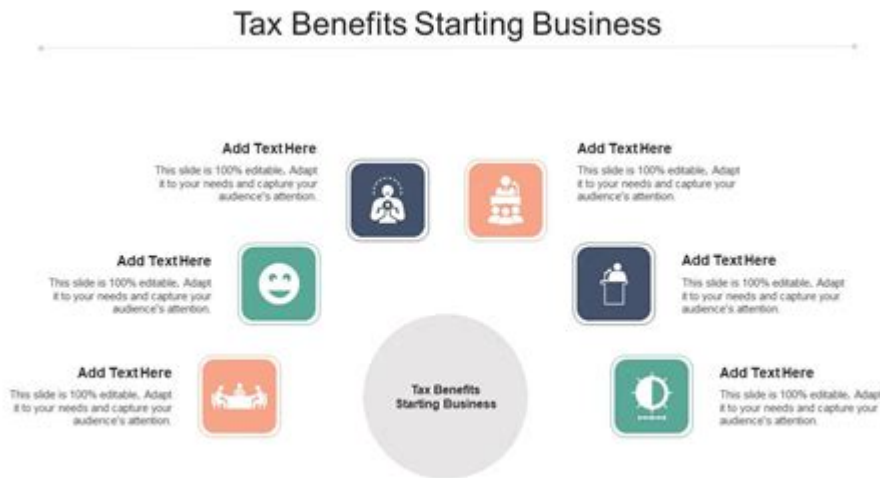 Tax Benefits Starting Business
Add Text Here
This slide is 100% editable. Adapt
it to your needs and capture your
audience's attention.
Add Text Here
This slide is 100% editable. Adapt
it to your needs and capture your
audience's attention.
Add Text Here
This slide is 100% editable. Adapt
it to your needs and capture your
audience's attention.
Add Text Here
This slide is 100% editable. Adapt
it to your needs and capture your
audience's attention.
Add Text Here
This slide is 100% editable. Adapt
it to your needs and capture your
audience's attention.
Add Text Here
This slide is 100% editable. Adapt
it to your needs and capture your
audience's attention.
Tax Benefits
Starting Business